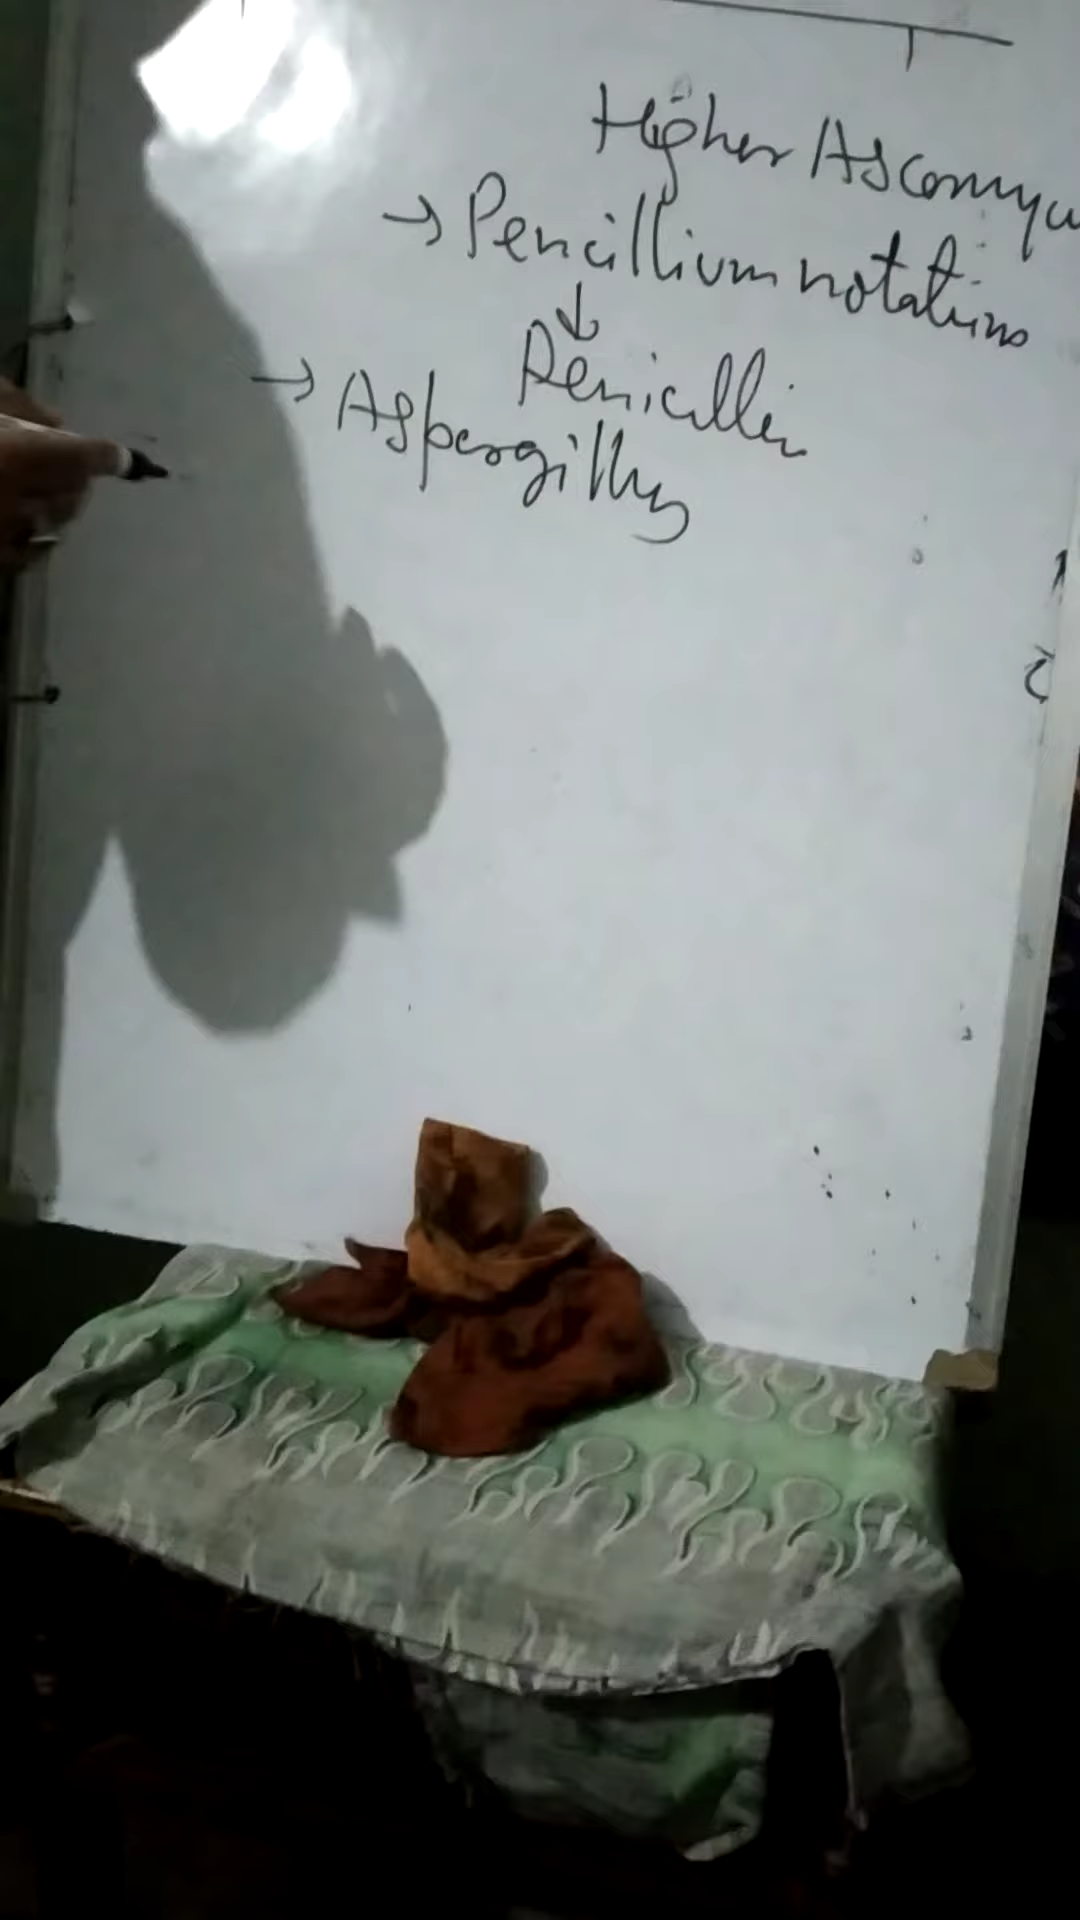 Higher Ascomyc
→ Pencillium notatum
↓
Penicillin
→ Aspergillus